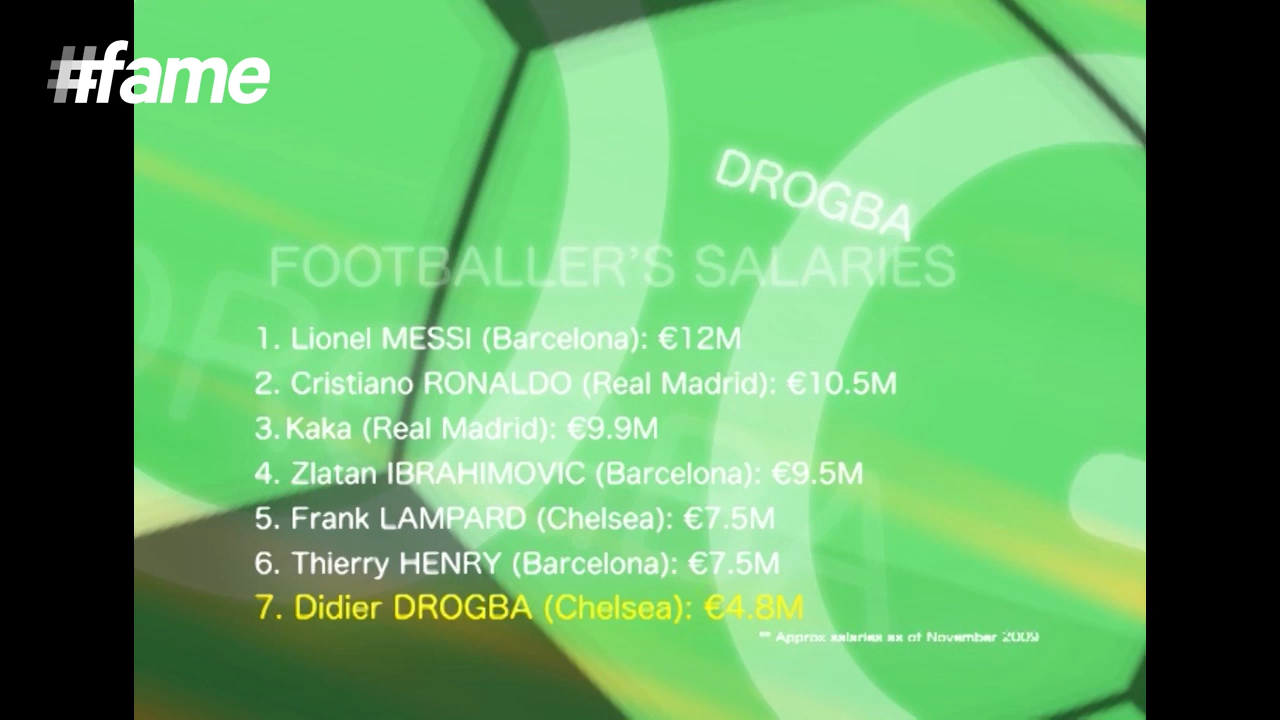 #fame
DROGBA
FOOTBALLER'S SALARIES
1. Lionel MESSI (Barcelona): €12M
2. Cristiano RONALDO (Real Madrid): €10.5M
3. Kaka (Real Madrid): €9.9M
4. Zlatan IBRAHIMOVIC (Barcelona): €9.5M
5. Frank LAMPARD (Chelsea): €7.5M
6. Thierry HENRY (Barcelona): €7.5M
7. Didier DROGBA (Chelsea): €4.8M
** Approx salaries as of November 2009